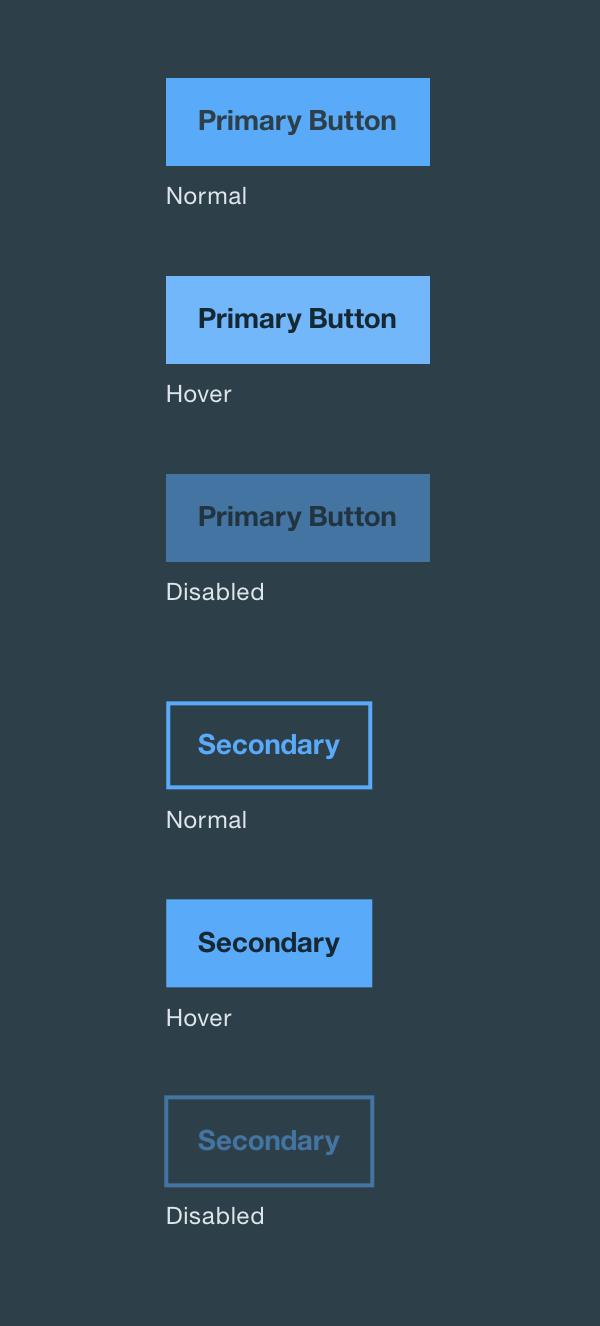 Primary Button
Normal
Primary Button
Hover
Primary Button
Disabled
Secondary
Normal
Secondary
Hover
Secondary
Disabled